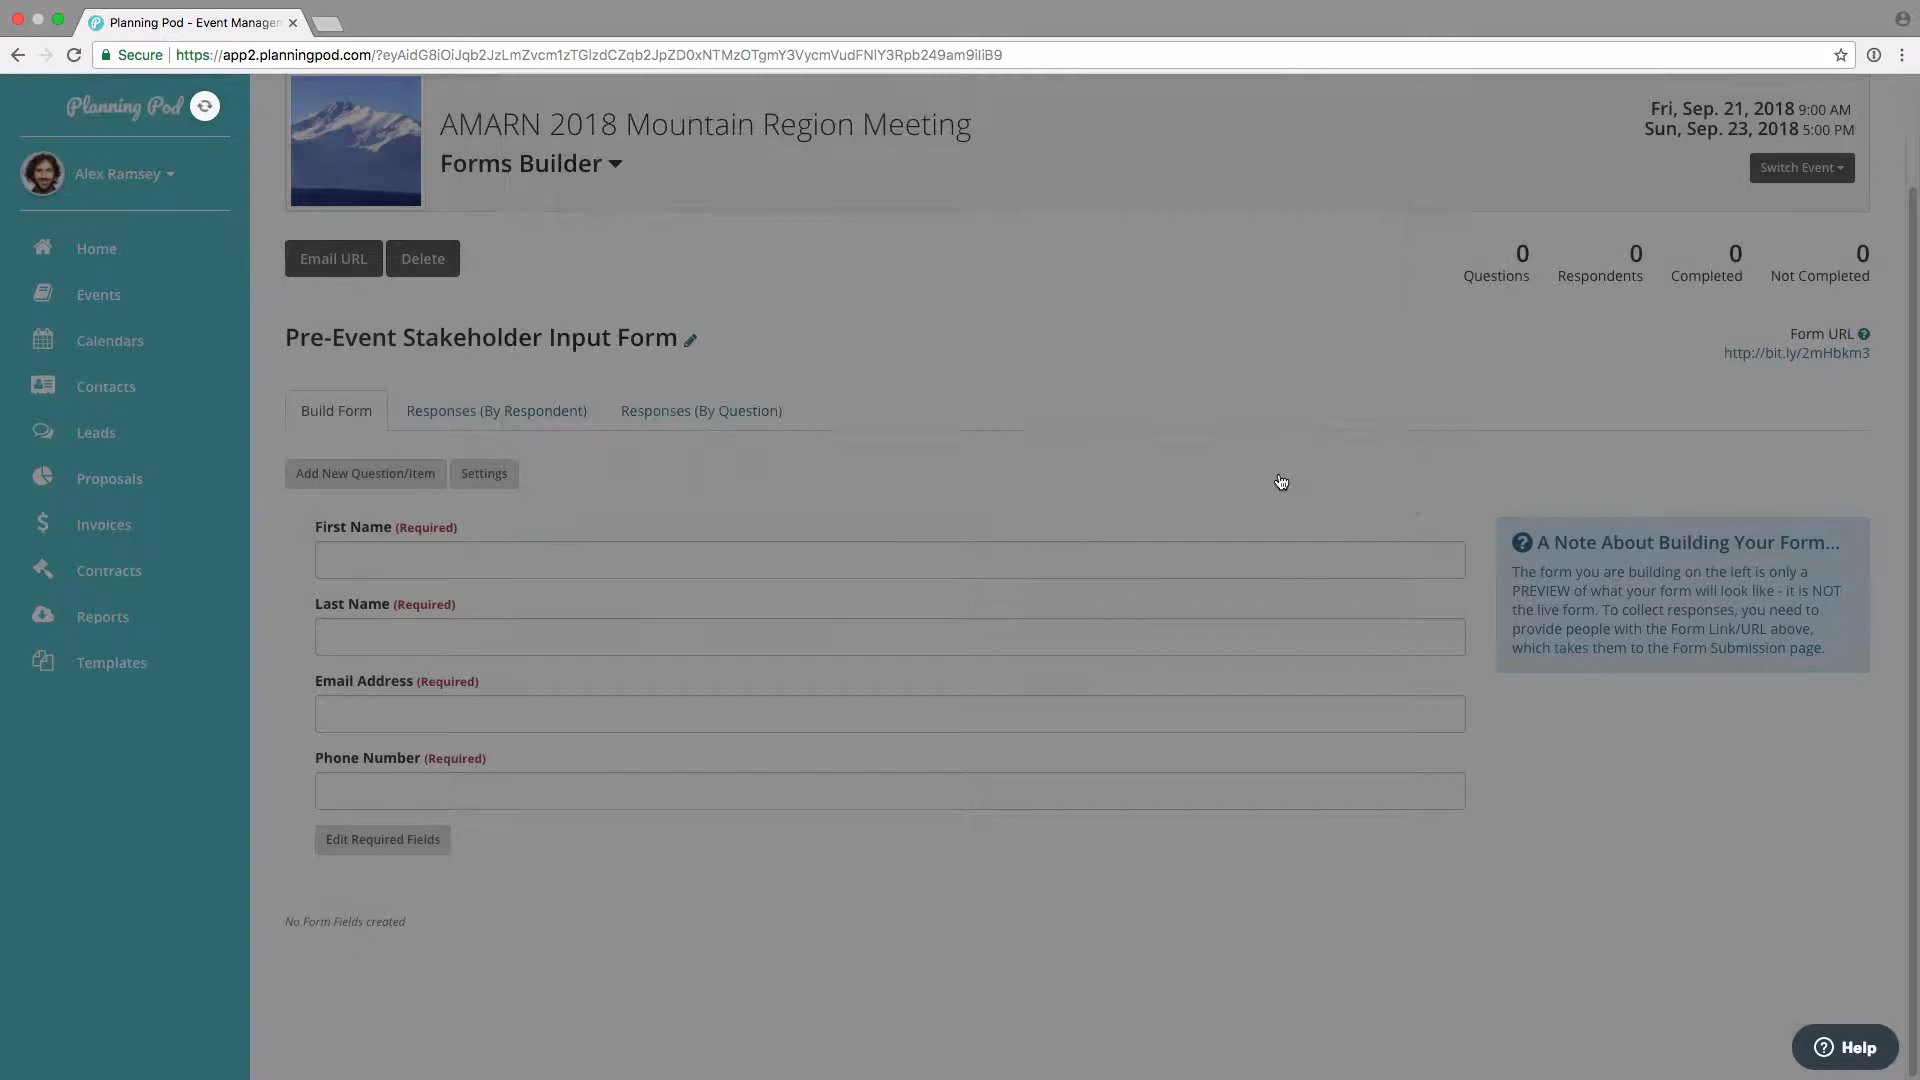 Planning Pod - Event Manager
Secure
https://app2.planningpod.com/?eyAidG8iOiJqb2JzLmZvcm1zTGlzdCZqb2JpZD0xNTMzOTgmY3VycmVudFNlY3Rpb249am9iIiB9
Planning Pod
Alex Ramsey
Home
Events
Calendars
Contacts
Leads
Proposals
Invoices
Contracts
Reports
Templates
AMARN 2018 Mountain Region Meeting
Forms Builder
Fri, Sep. 21, 2018 9:00 AM
Sun, Sep. 23, 2018 5:00 PM
Switch Event
Email URL
Delete
0 Questions
0 Respondents
0 Completed
0 Not Completed
Pre-Event Stakeholder Input Form
Form URL
http://bit.ly/2mHbkm3
Build Form
Responses (By Respondent)
Responses (By Question)
Add New Question/Item
Settings
First Name (Required)
Last Name (Required)
Email Address (Required)
Phone Number (Required)
Edit Required Fields
No Form Fields created
A Note About Building Your Form...
The form you are building on the left is only a
PREVIEW of what your form will look like - it is NOT
the live form. To collect responses, you need to
provide people with the Form Link/URL above,
which takes them to the Form Submission page.
Help